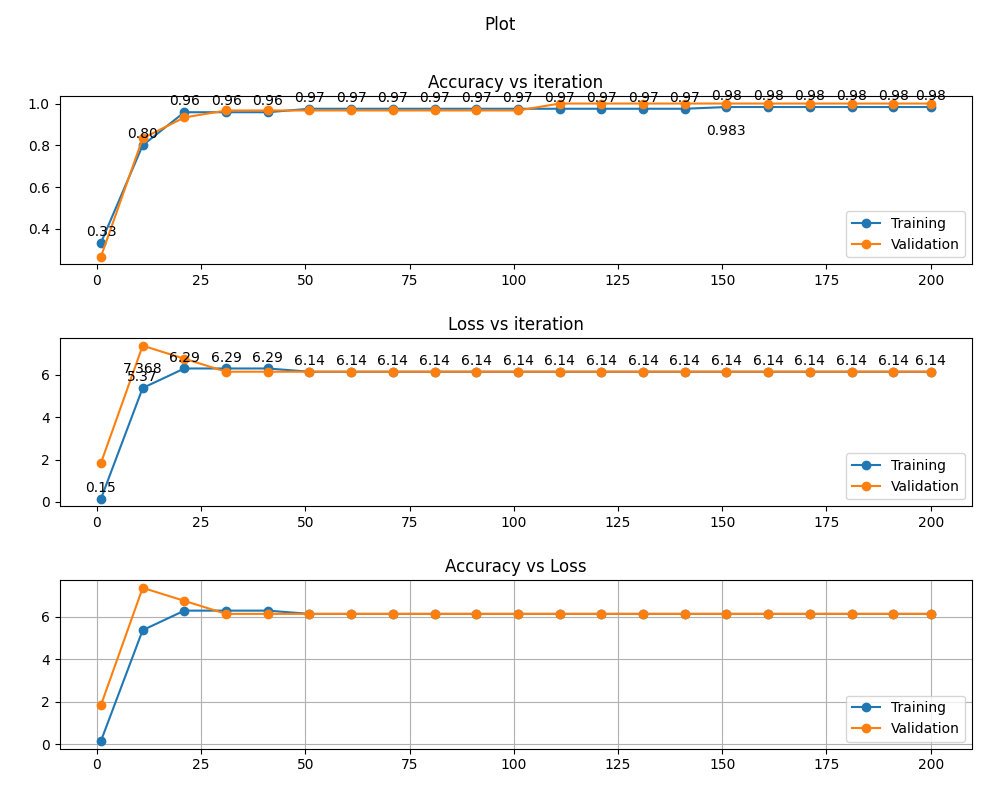 Plot
Accuracy vs iteration
0.33 0.80 0.96 0.96 0.96 0.97 0.97 0.97 0.97 0.97 0.97 0.97 0.97 0.97 0.97 0.98 0.98 0.98 0.98 0.98 0.98
0.983
1.0
0.8
0.6
0.4
Training
Validation
0 25 50 75 100 125 150 175 200
Loss vs iteration
0.15 5.37 6.29 6.29 6.29 6.14 6.14 6.14 6.14 6.14 6.14 6.14 6.14 6.14 6.14 6.14 6.14 6.14 6.14 6.14 6.14
7.368
6
4
2
0
Training
Validation
0 25 50 75 100 125 150 175 200
Accuracy vs Loss
6
4
2
0
Training
Validation
0 25 50 75 100 125 150 175 200